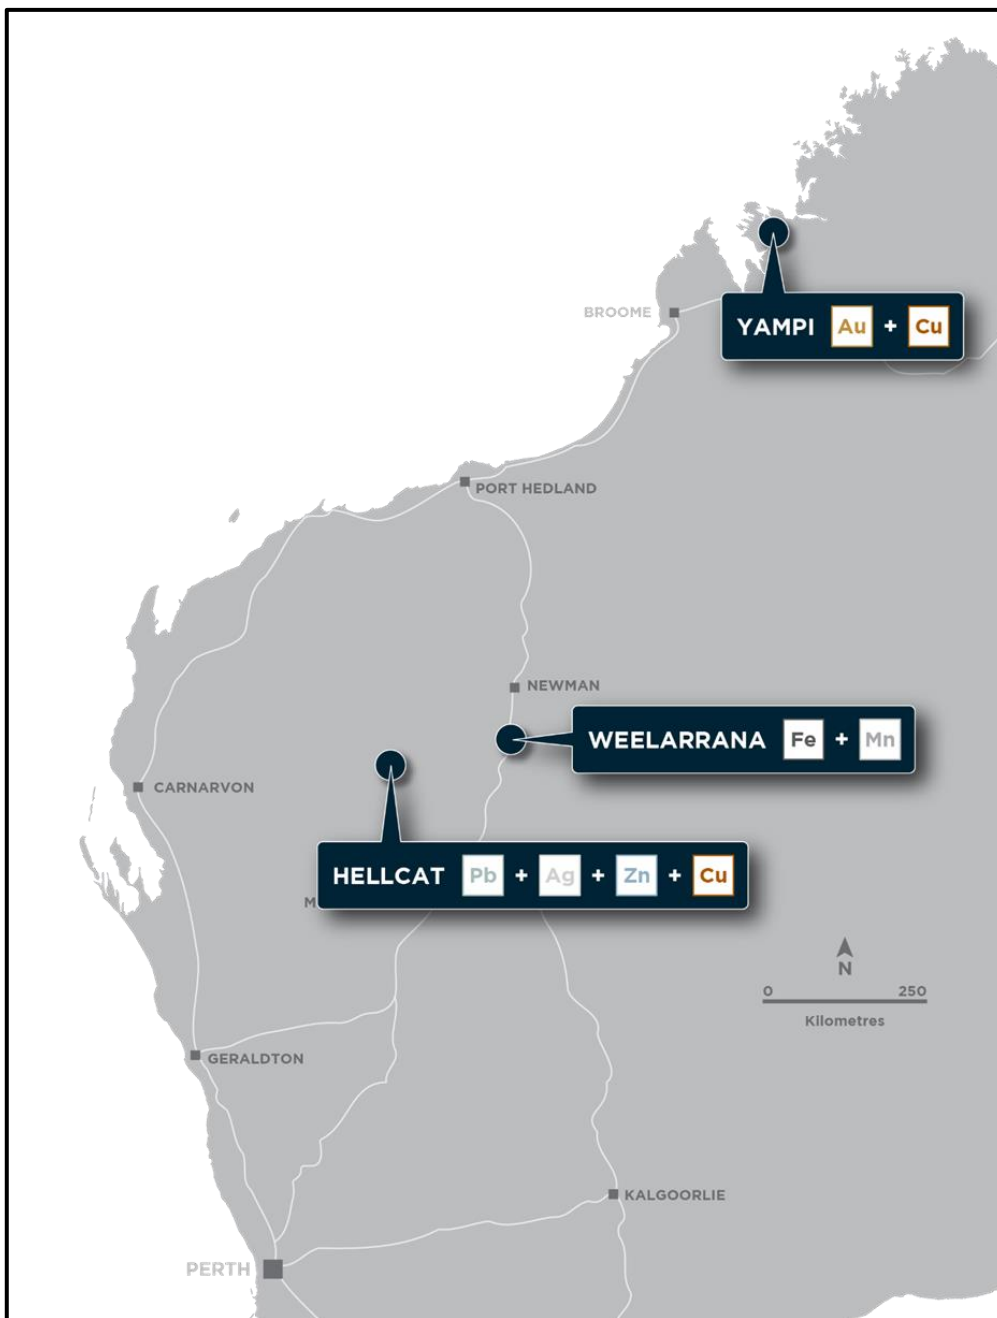 BROOME
YAMPI Au + Cu
PORT HEDLAND
NEWMAN
WEELARRANA Fe + Mn
CARNARVON
HELLCAT Pb + Ag + Zn + Cu
M
N
0 250
Kilometres
GERALDTON
KALGOORLIE
PERTH